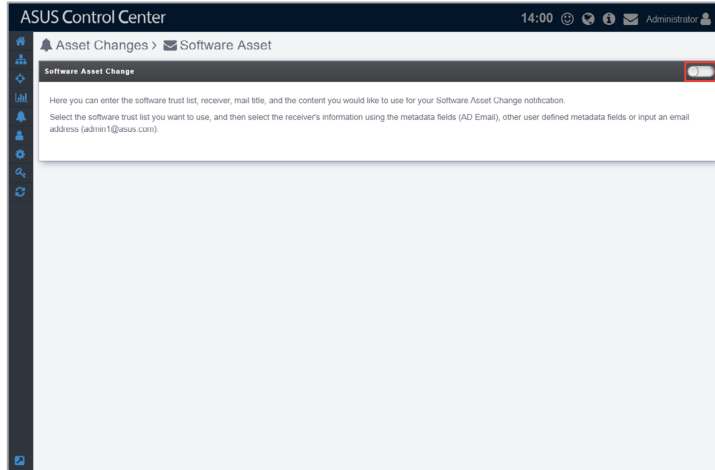 ASUS Control Center
14:00
Administrator
Asset Changes > Software Asset
Software Asset Change
Here you can enter the software trust list, receiver, mail title, and the content you would like to use for your Software Asset Change notification.
Select the software trust list you want to use, and then select the receiver's information using the metadata fields (AD Email), other user defined metadata fields or input an email
address (admin1@asus.com).